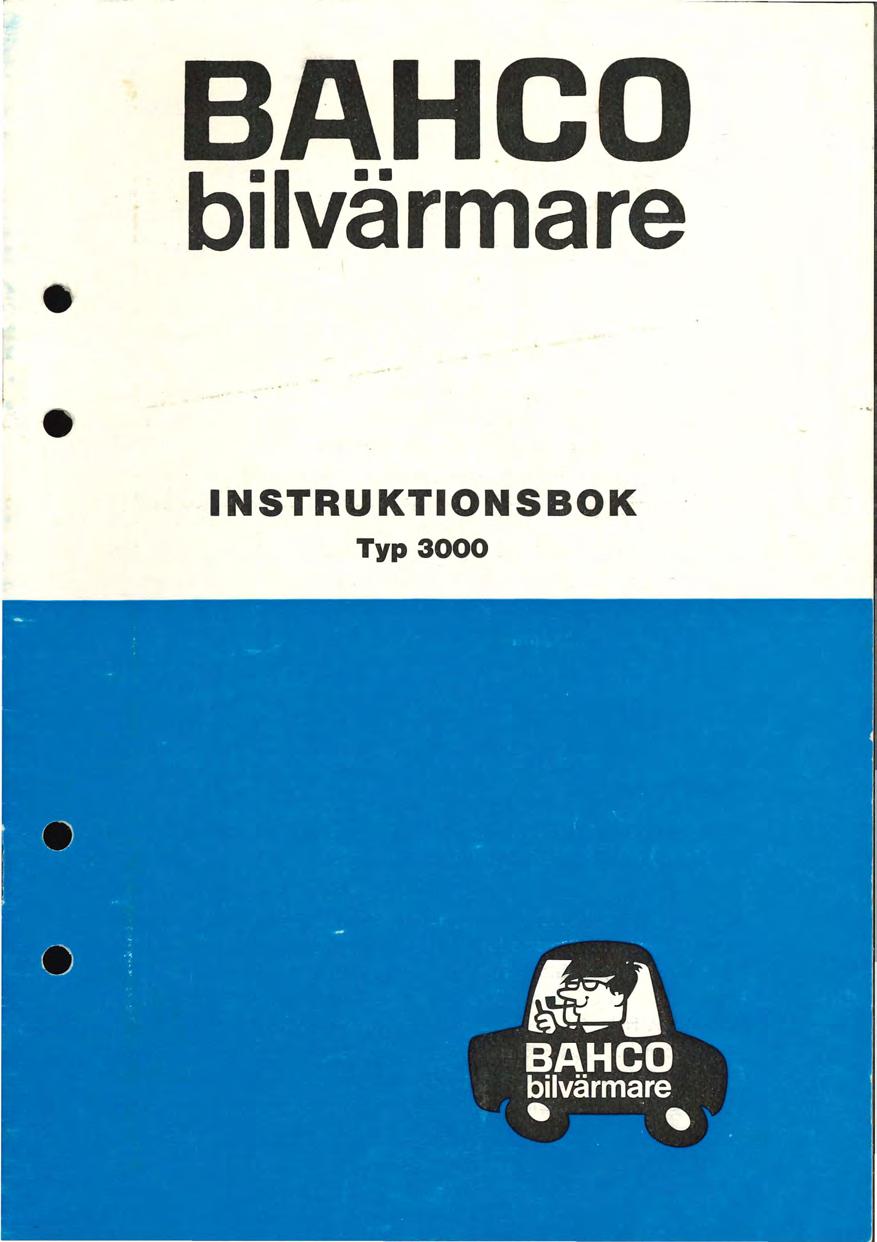 BAHCO
bilvärmare
INSTRUKTIONSBOK
Typ 3000
BAHCO
bilvärmare